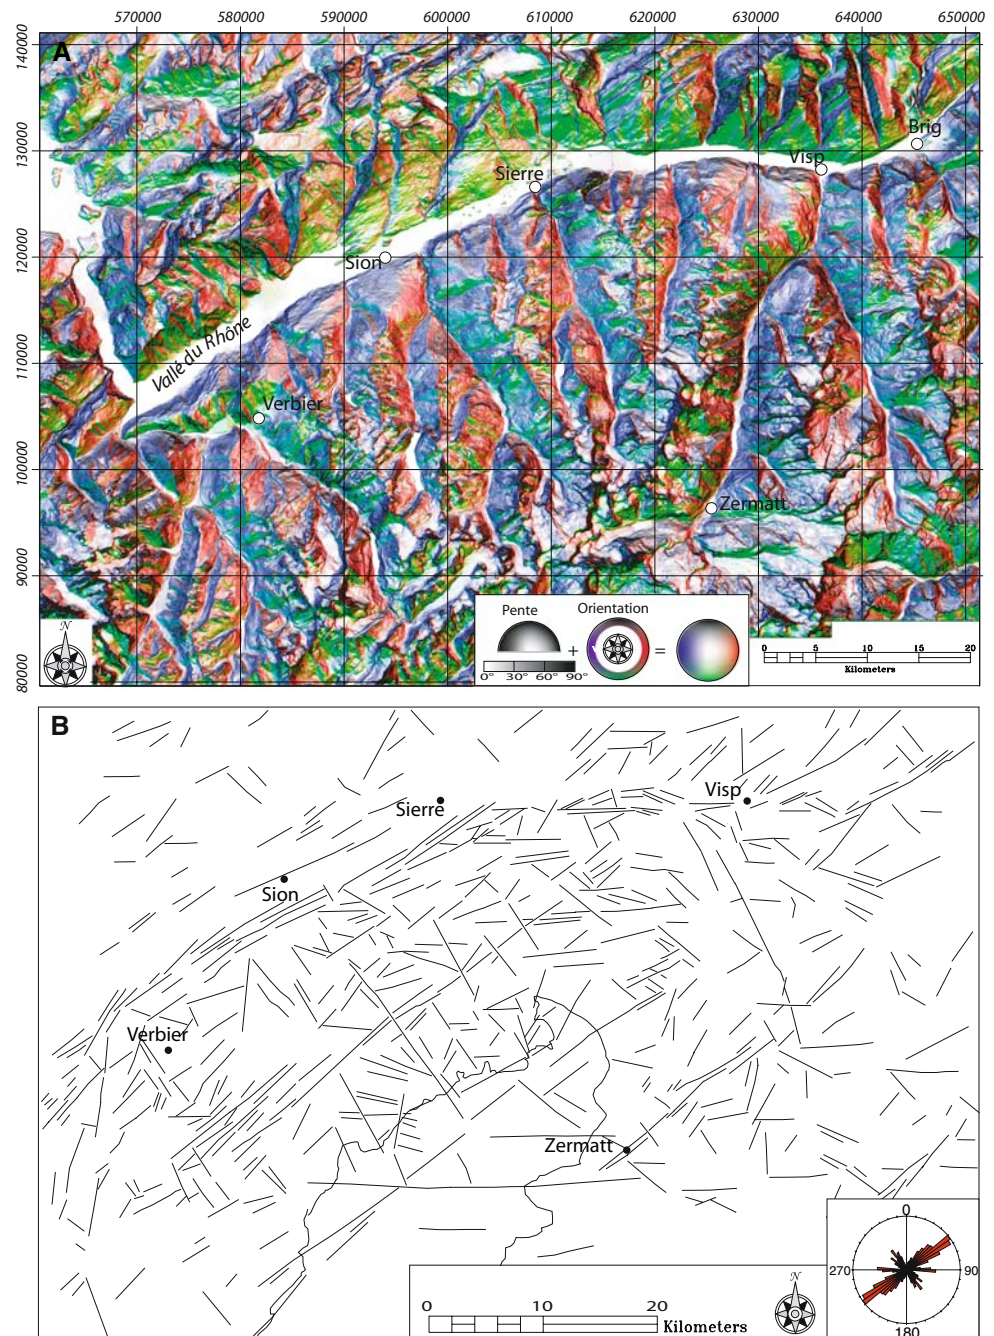 570000 580000 590000 600000 610000 620000 630000 640000 650000
140000
130000
120000
110000
100000
90000
80000
A
Brig
Visp
Sierre
Sion
Vallé du Rhône
Verbier
Zermatt
N
Pente
Orientation
+
=
0° 30° 60° 90°
0 5 10 15 20
Kilometers
B
Visp
Sierre
Sion
Verbier
Zermatt
0
270
90
180
N
0 10 20
Kilometers